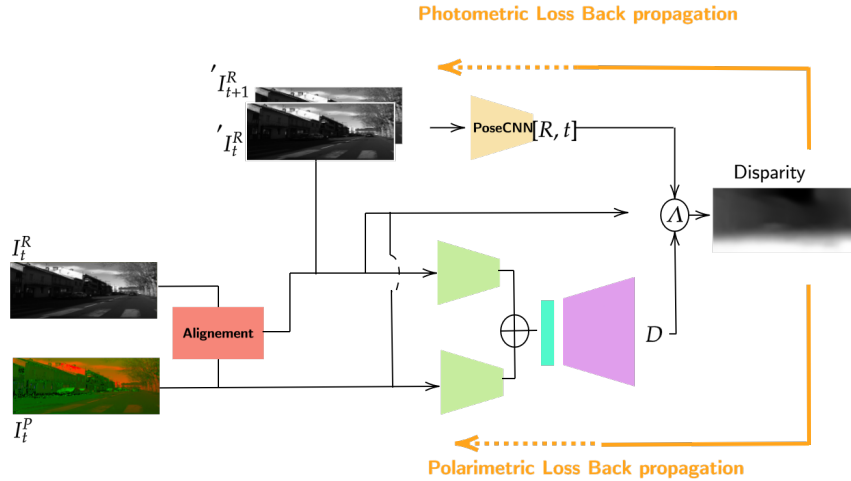 Photometric Loss Back propagation
′I^R_{t+1}
′I^R_t
PoseCNN
[R, t]
Disparity
Λ
I^R_t
Alignement
D
I^P_t
Polarimetric Loss Back propagation